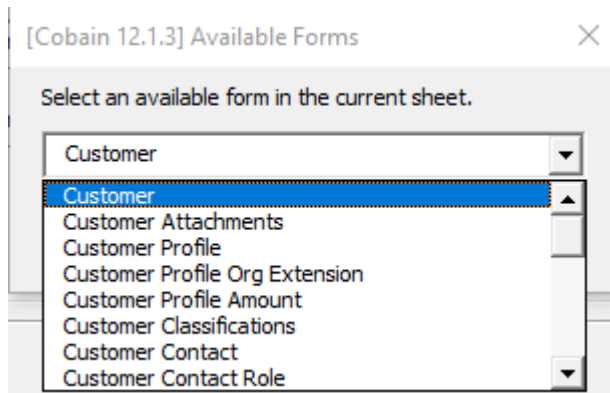 [Cobain 12.1.3] Available Forms
Select an available form in the current sheet.
Customer
Customer
Customer Attachments
Customer Profile
Customer Profile Org Extension
Customer Profile Amount
Customer Classifications
Customer Contact
Customer Contact Role